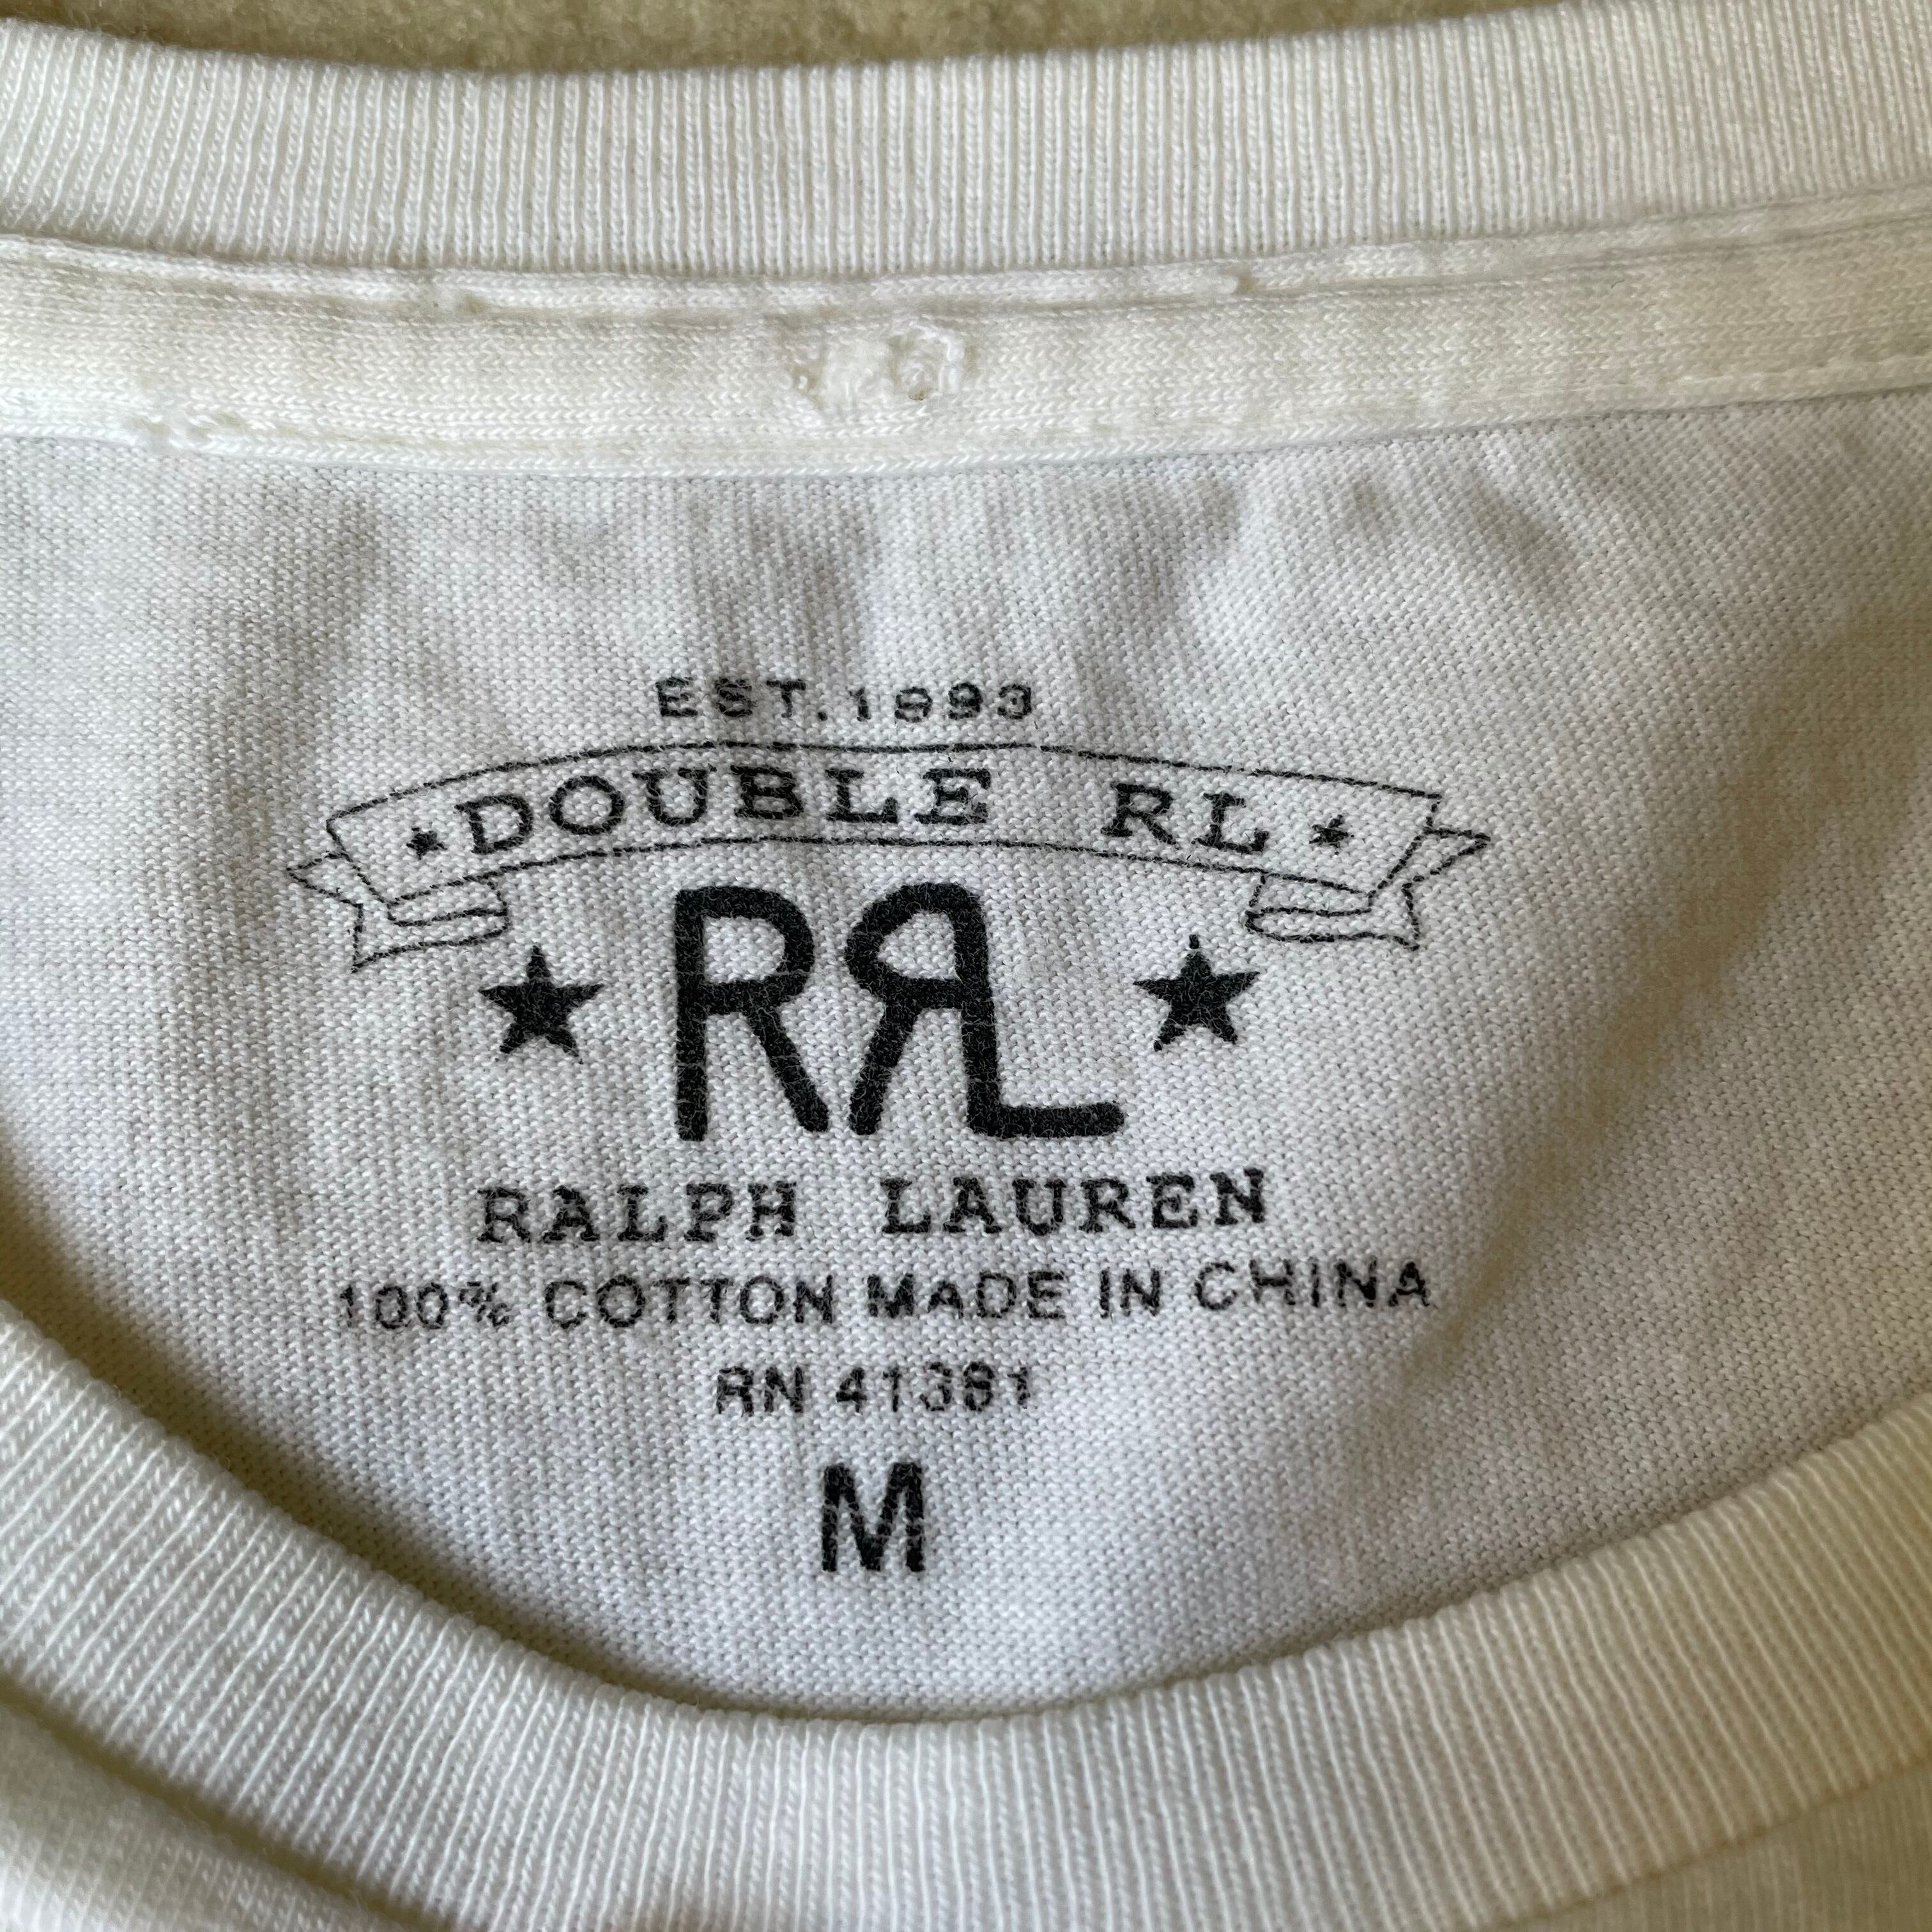 EST. 1993
DOUBLE RL
RRL
RALPH LAUREN
100% COTTON MADE IN CHINA
RN 41381
M